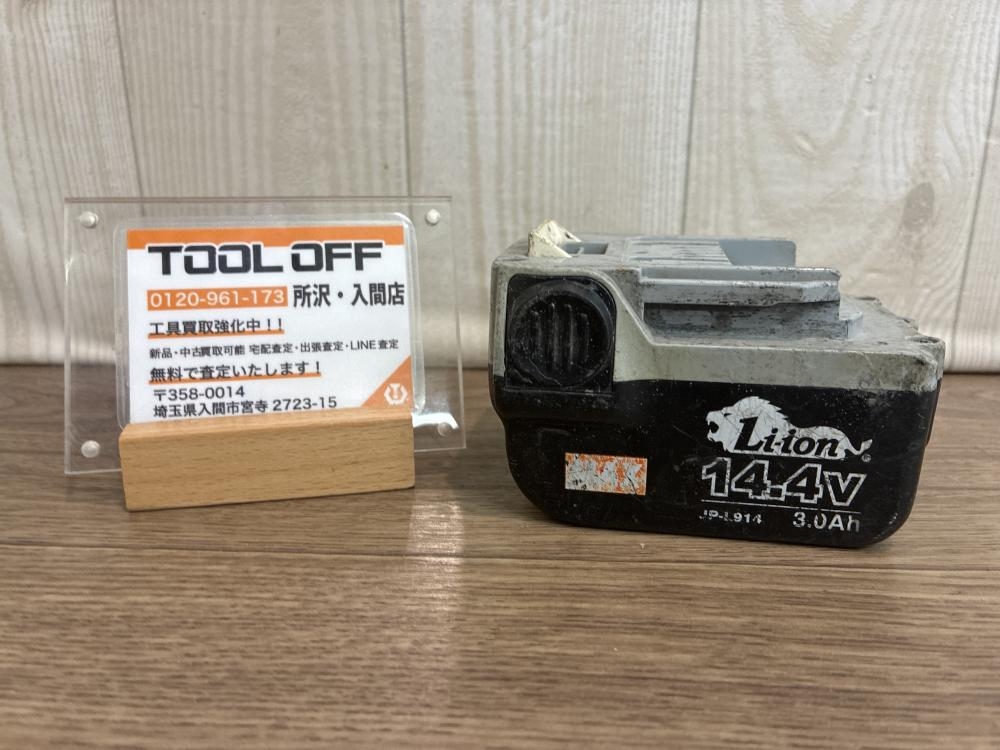 TOOL OFF
0120-961-173 所沢・入間店
工具買取強化中！！
新品・中古買取可能 宅配査定・出張査定・LINE査定
無料で査定いたします！
〒358-0014
埼玉県入間市宮寺 2723-15
Li-ion
14.4V
JP-L914 3.0Ah